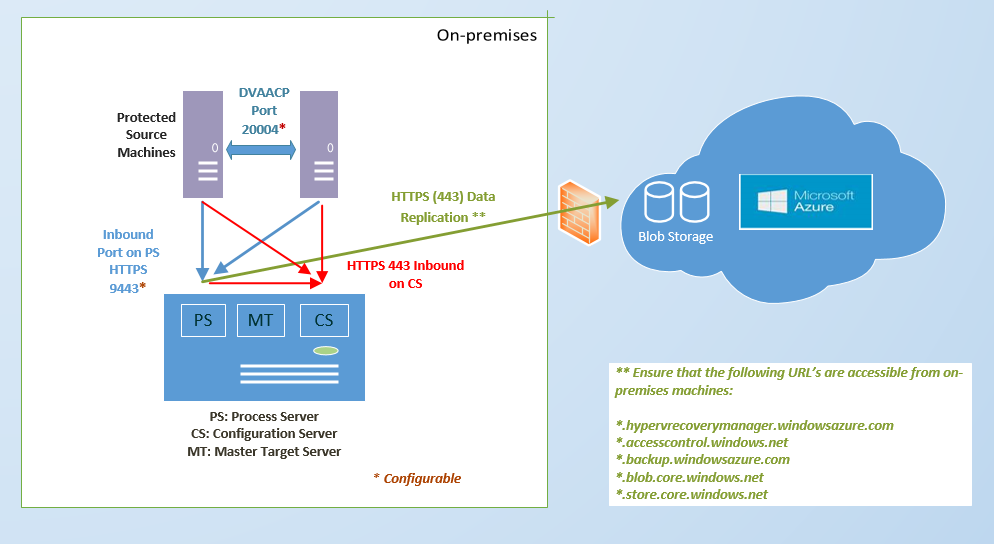 On-premises
DVAACP
Port
20004*
Protected
Source
Machines
HTTPS (443) Data
Replication **
Microsoft
Azure
Blob Storage
Inbound
Port on PS
HTTPS
9443*
HTTPS 443 Inbound
on CS
PS
MT
CS
PS: Process Server
CS: Configuration Server
MT: Master Target Server
* Configurable
** Ensure that the following URL's are accessible from on-
premises machines:
*.hypervrecoverymanager.windowsazure.com
*.accesscontrol.windows.net
*.backup.windowsazure.com
*.blob.core.windows.net
*.store.core.windows.net